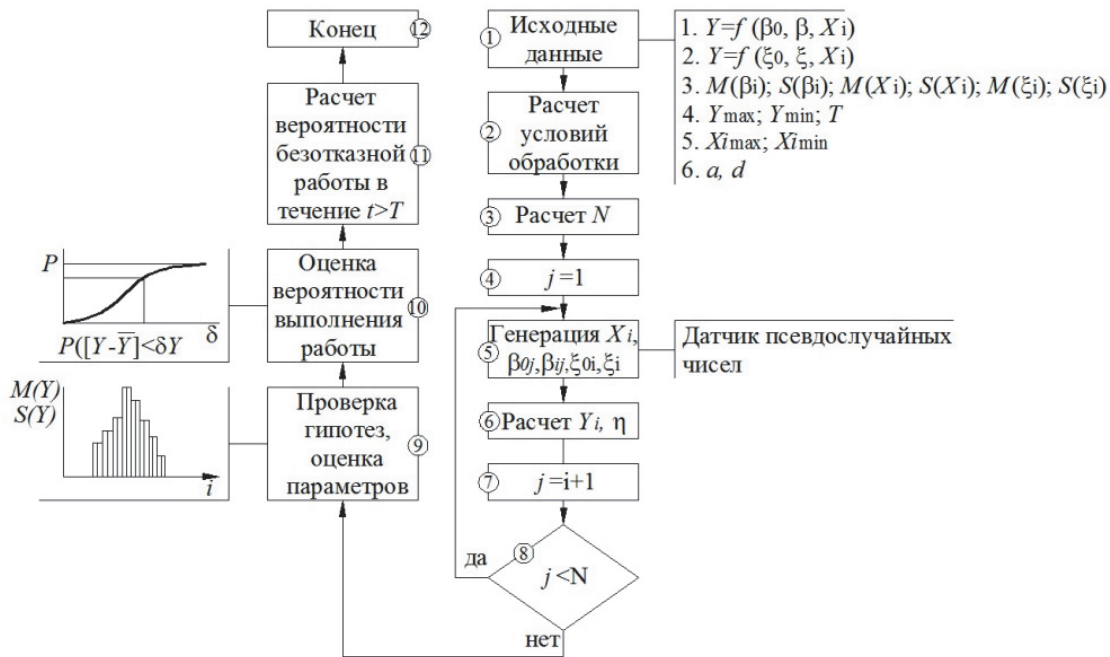 ① Исходные
данные
1. Y=f (β0, β, Xi)
2. Y=f (ξ0, ξ, Xi)
3. M(βi); S(βi); M(Xi); S(Xi); M(ξi); S(ξi)
4. Ymax; Ymin; T
5. Ximax; Ximin
6. a, d
② Расчет
условий
обработки
③ Расчет N
④ j =1
⑤ Генерация Xi,
β0j,βij,ξ0i,ξi
Датчик псевдослучайных
чисел
⑥ Расчет Yi, η
⑦ j =i+1
⑧ j <N
да
нет
⑨ Проверка
гипотез,
оценка
параметров
M(Y)
S(Y)
i
⑩ Оценка
вероятности
выполнения
работы
P
δ
P([Y-Y̅]<δY
⑪ Расчет
вероятности
безотказной
работы в
течение t>T
Конец ⑫